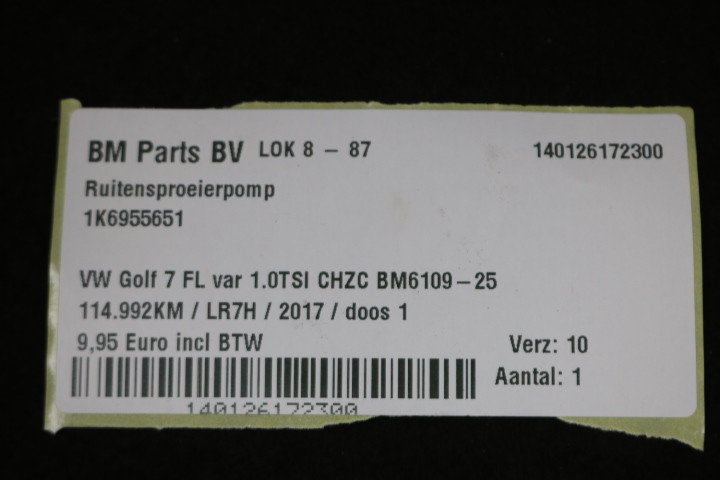 BM Parts BV LOK 8 - 87 140126172300
Ruitensproeierpomp
1K6955651
VW Golf 7 FL var 1.0TSI CHZC BM6109-25
114.992KM / LR7H / 2017 / doos 1
9,95 Euro incl BTW Verz: 10
Aantal: 1
140126172300